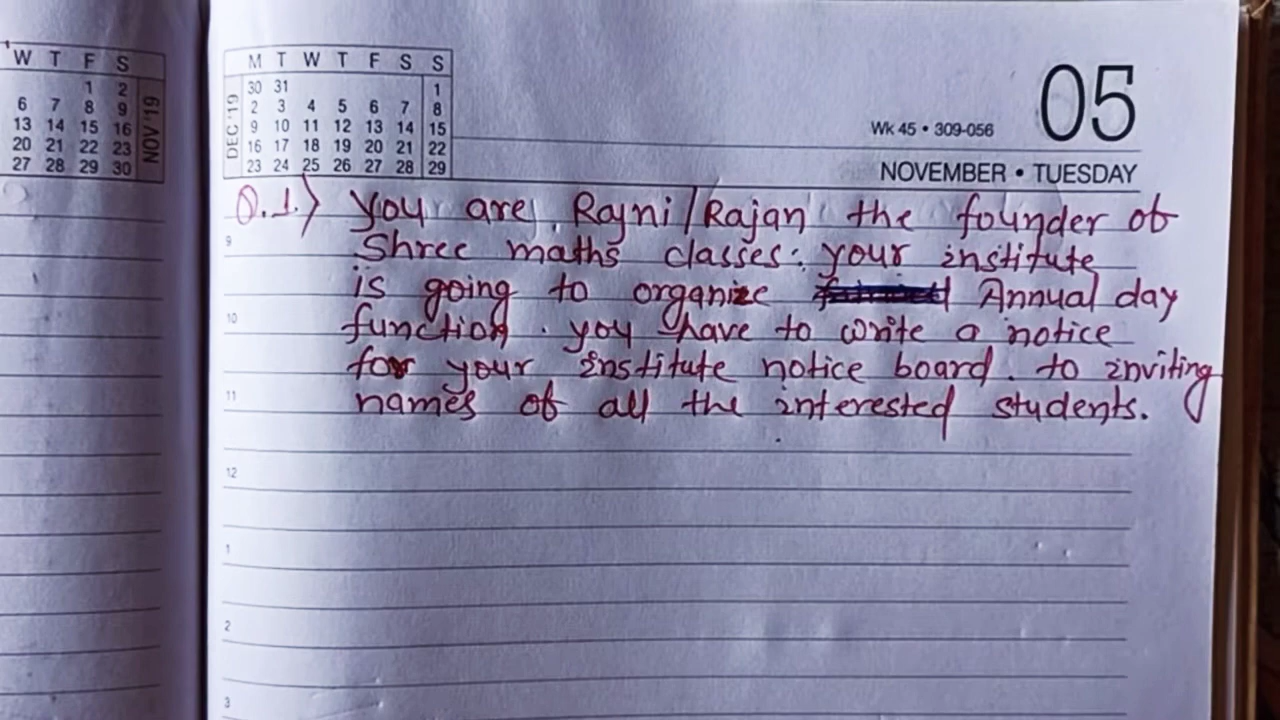 W T F S
1 2
6 7 8 9
13 14 15 16
20 21 22 23
27 28 29 30
NOV '19
M T W T F S S
30 31 1
2 3 4 5 6 7 8
9 10 11 12 13 14 15
16 17 18 19 20 21 22
23 24 25 26 27 28 29
DEC '19
05
Wk 45 • 309-056
NOVEMBER • TUESDAY
Q.1.) You are Rajni/Rajan the founder of
9
Shree maths classes. your institute
is going to organize Annual day
10
function. you have to write a notice
for your institute notice board. to inviting
11
names of all the interested students.
12
1
2
3